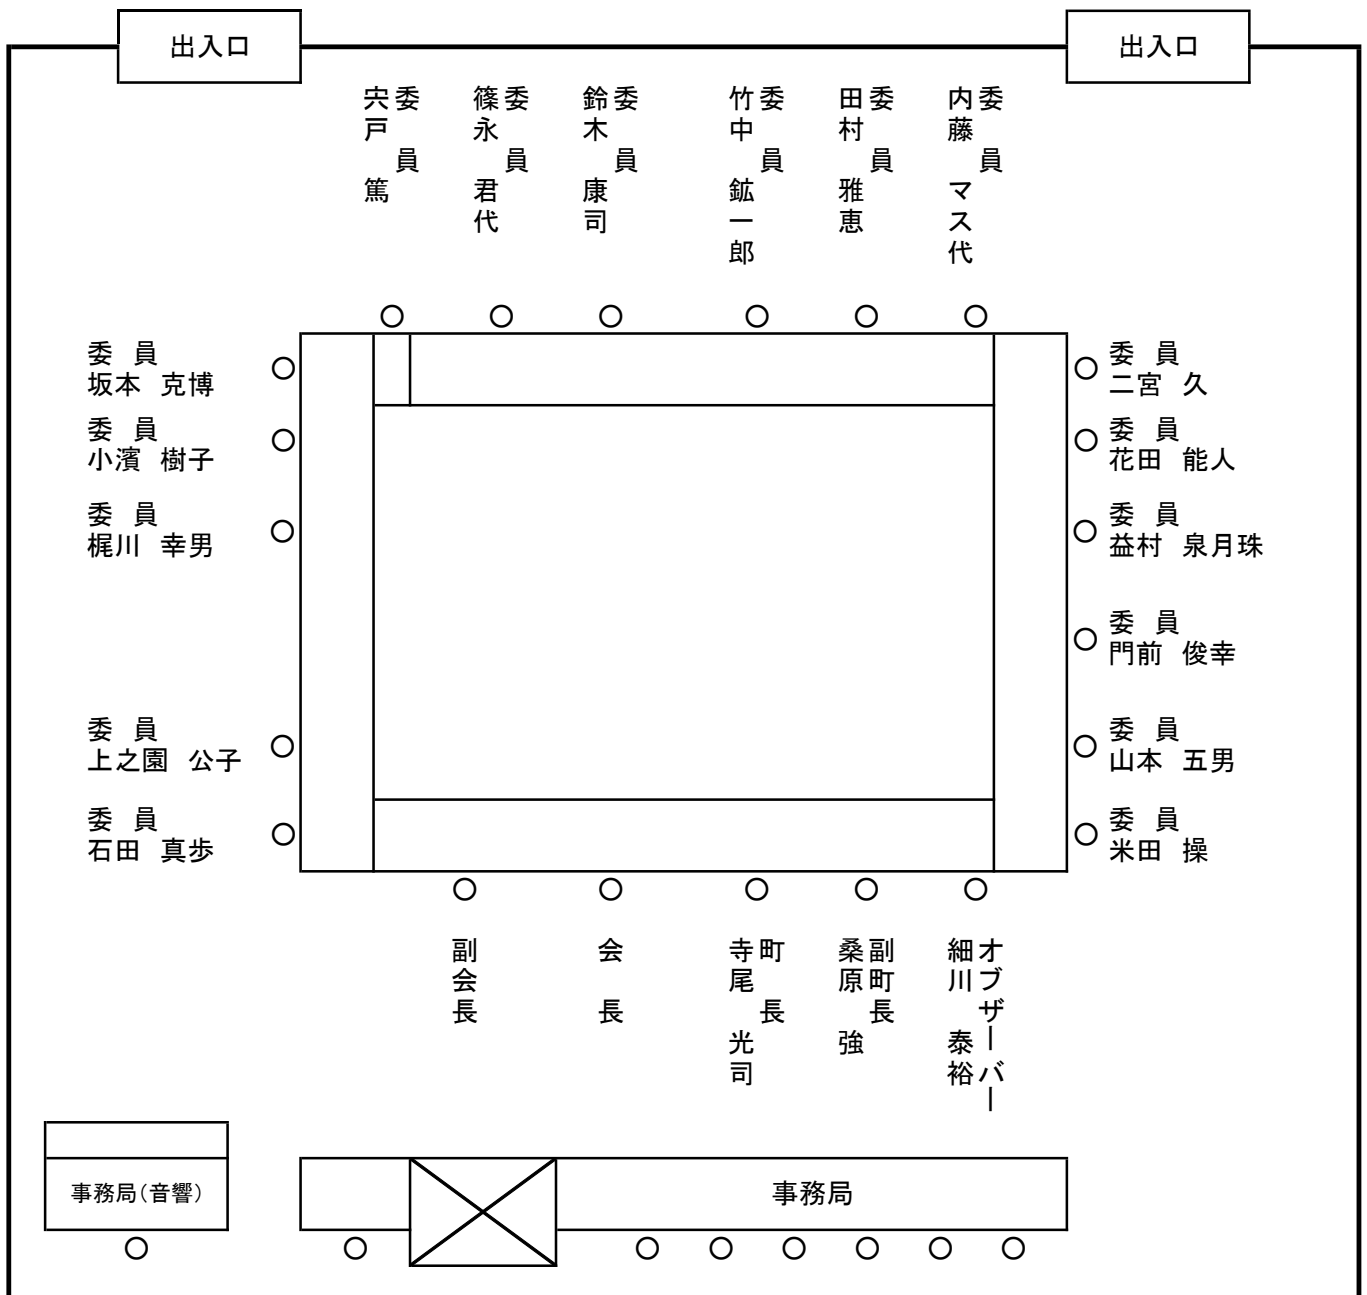 出入口
出入口
委員
宍戸 篤
委員
篠永 君代
委員
鈴木 康司
委員
竹中 鉱一郎
委員
田村 雅恵
委員
内藤 マス代
委 員
坂本 克博
委 員
小濱 樹子
委 員
梶川 幸男
委 員
上之園 公子
委 員
石田 真歩
委 員
二宮 久
委 員
花田 能人
委 員
益村 泉月珠
委 員
門前 俊幸
委 員
山本 五男
委 員
米田 操
副会長
会 長
町 長
寺尾 光司
副町長
桑原 強
オブザーバー
細川 泰裕
事務局(音響)
事務局